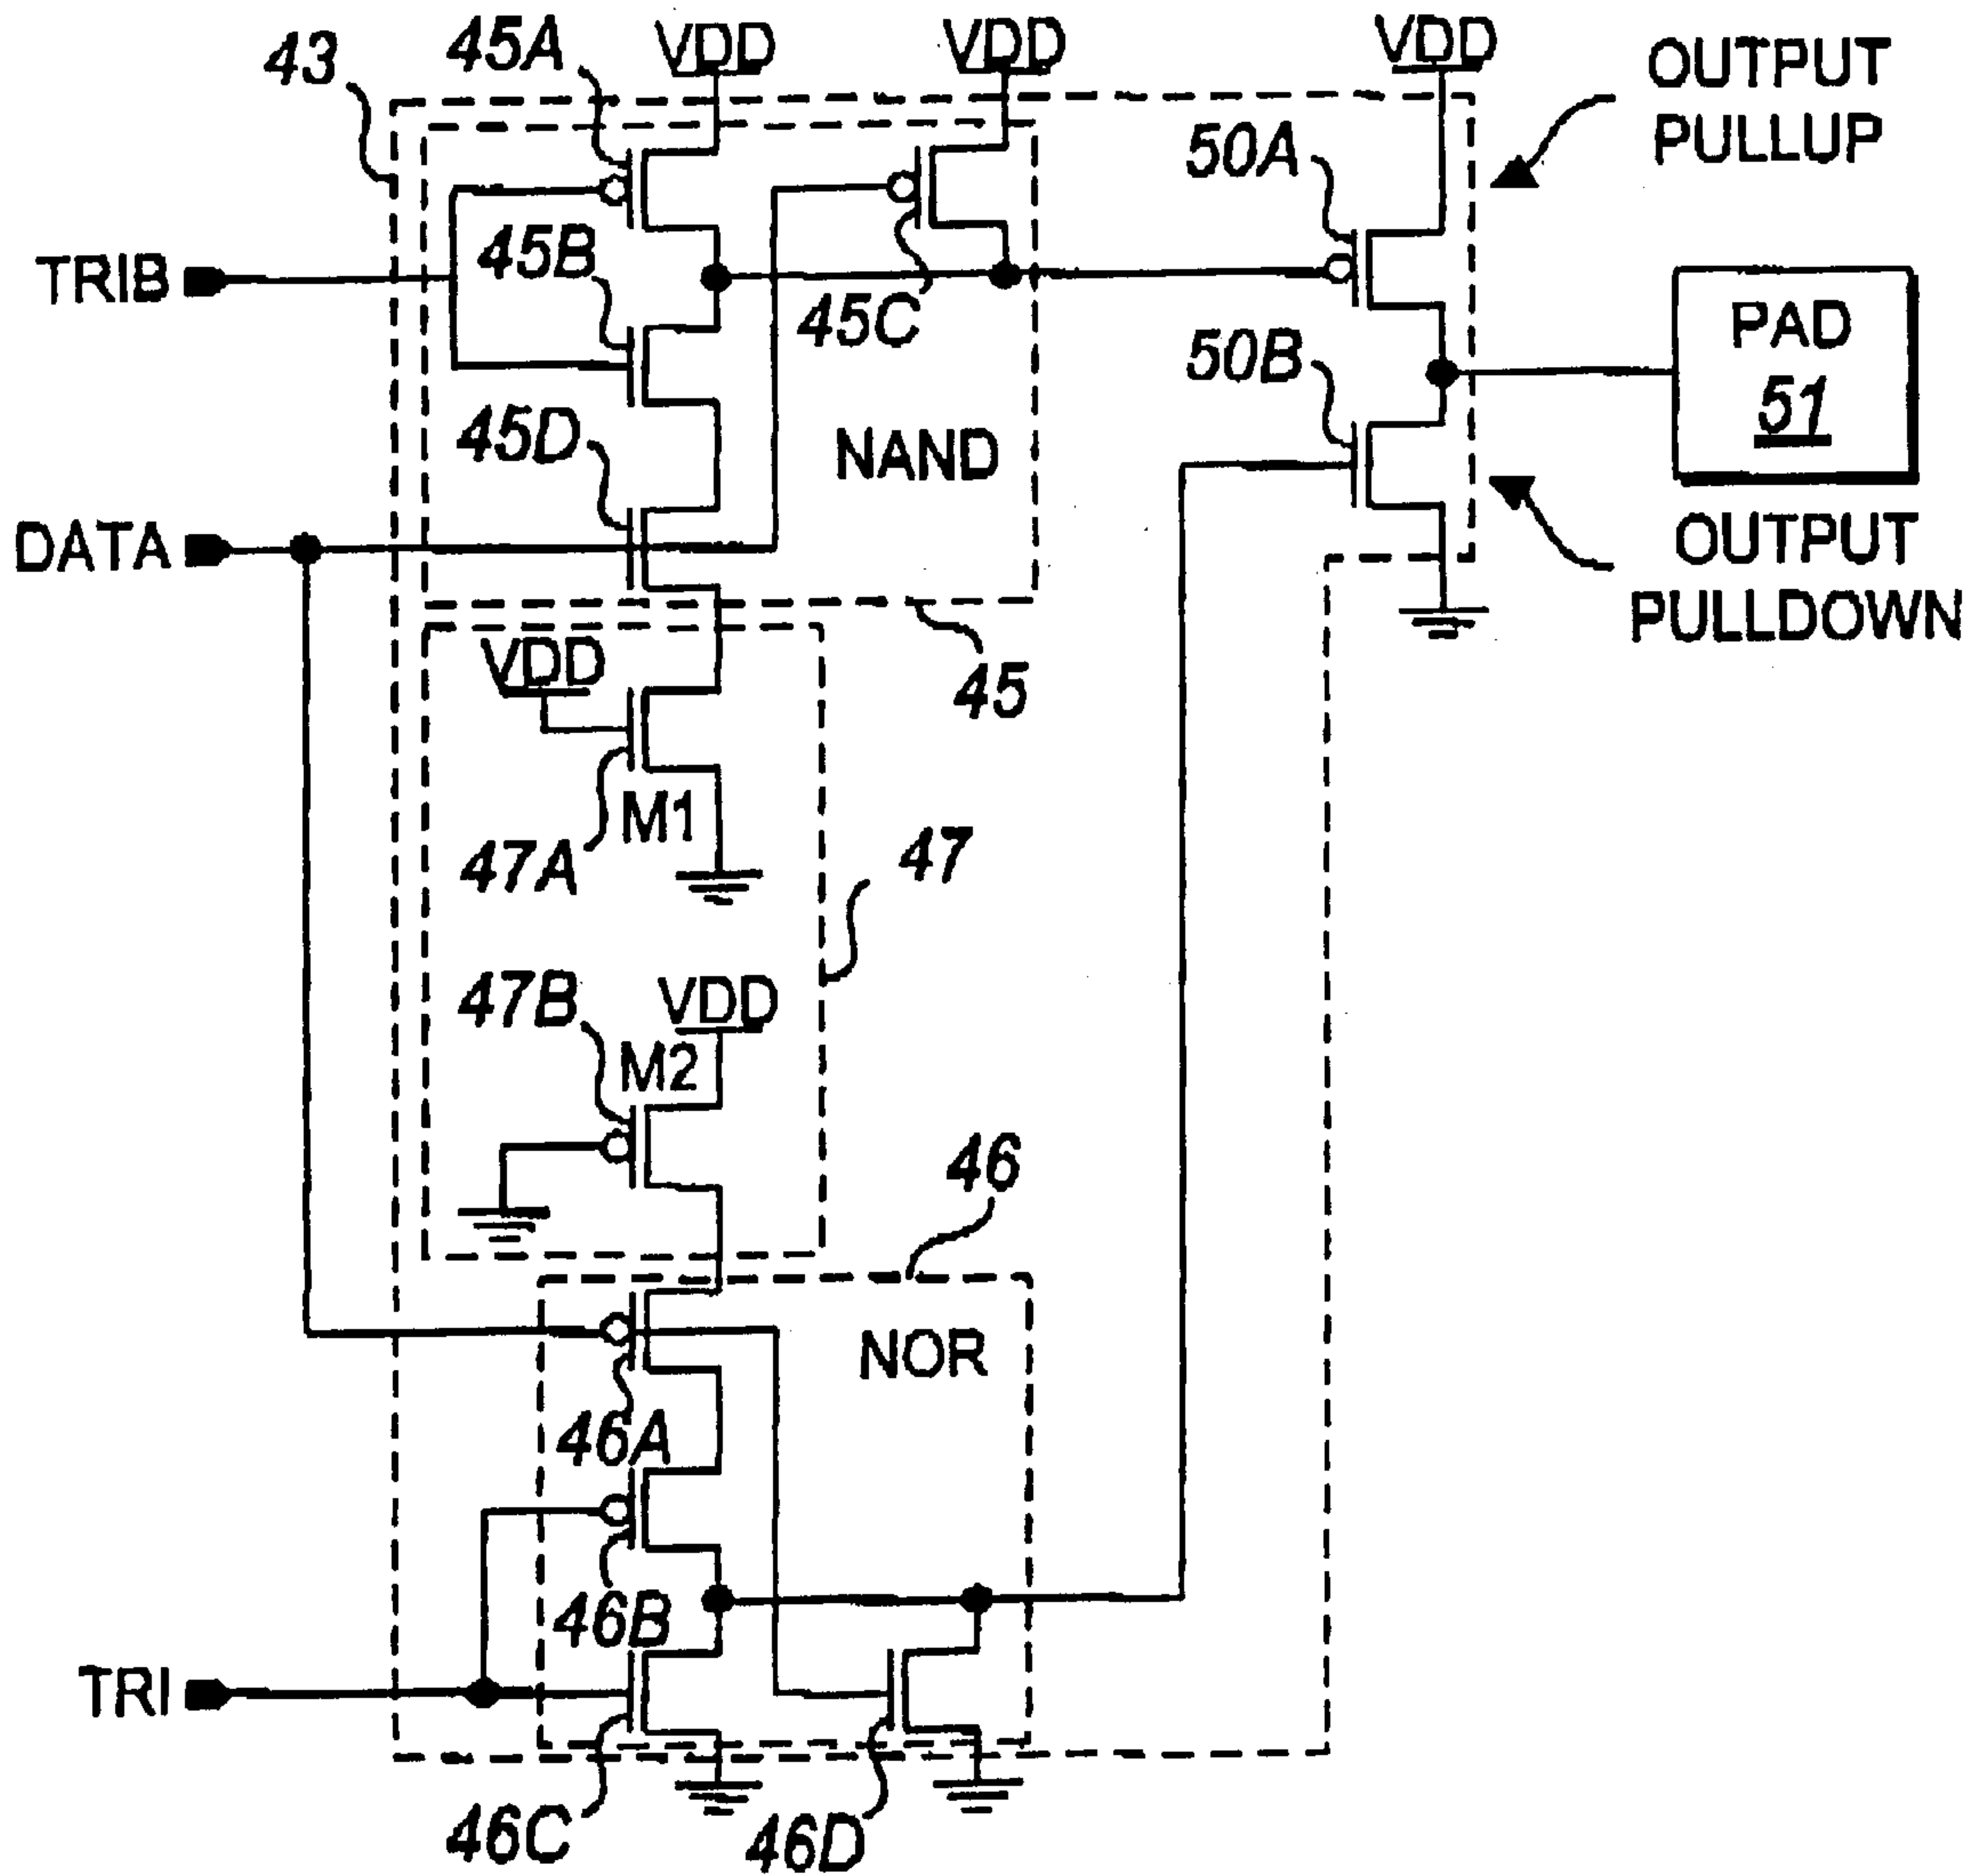 43
45A
VDD
VDD
VDD
OUTPUT
PULLUP
50A
TRIB
45B
45C
PAD
51
50B
45D
NAND
DATA
OUTPUT
PULLDOWN
VDD
45
M1
47A
47
47B
VDD
M2
46
NOR
46A
46B
TRI
46C
46D